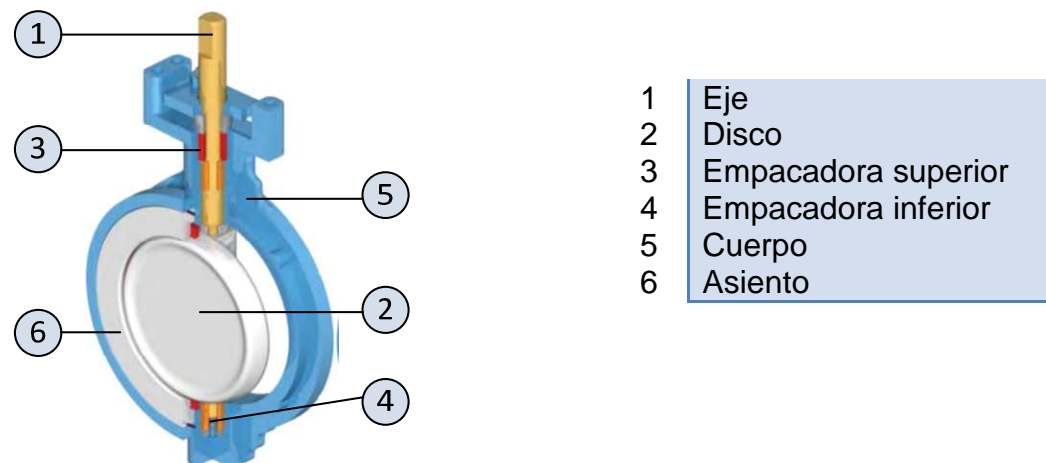 1
3
5
6
2
4
1 Eje
2 Disco
3 Empacadora superior
4 Empacadora inferior
5 Cuerpo
6 Asiento